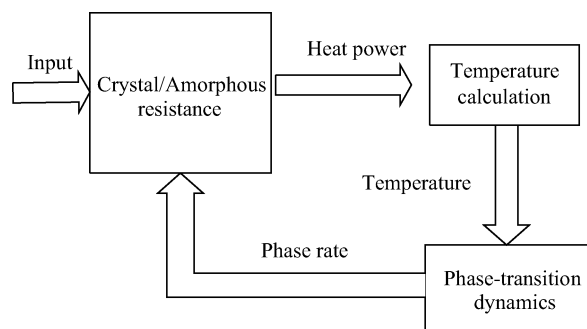 Input
Crystal/Amorphous
resistance
Heat power
Temperature
calculation
Temperature
Phase rate
Phase-transition
dynamics